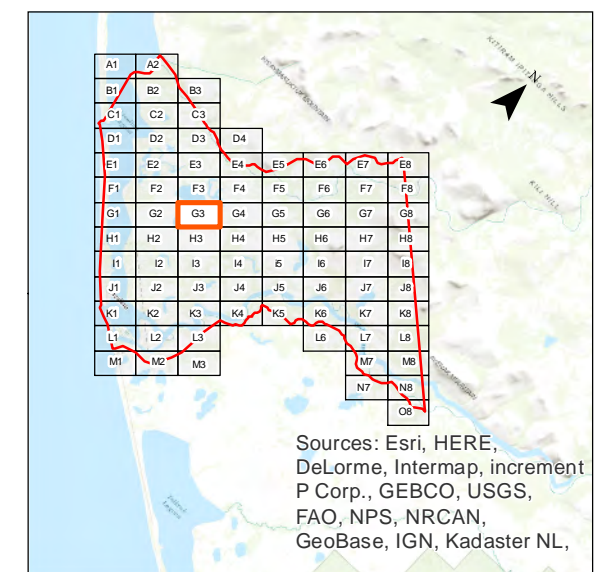 N
A1 A2
B1 B2 B3
C1 C2 C3
D1 D2 D3 D4
E1 E2 E3 E4 E5 E6 E7 E8
F1 F2 F3 F4 F5 F6 F7 F8
G1 G2 G3 G4 G5 G6 G7 G8
H1 H2 H3 H4 H5 H6 H7 H8
I1 I2 I3 I4 i5 I6 I7 I8
J1 J2 J3 J4 J5 J6 J7 J8
K1 K2 K3 K4 K5 K6 K7 K8
L1 L2 L3 L6 L7 L8
M1 M2 M3 M7 M8
N7 N8
O8
Sources: Esri, HERE,
DeLorme, Intermap, increment
P Corp., GEBCO, USGS,
FAO, NPS, NRCAN,
GeoBase, IGN, Kadaster NL,